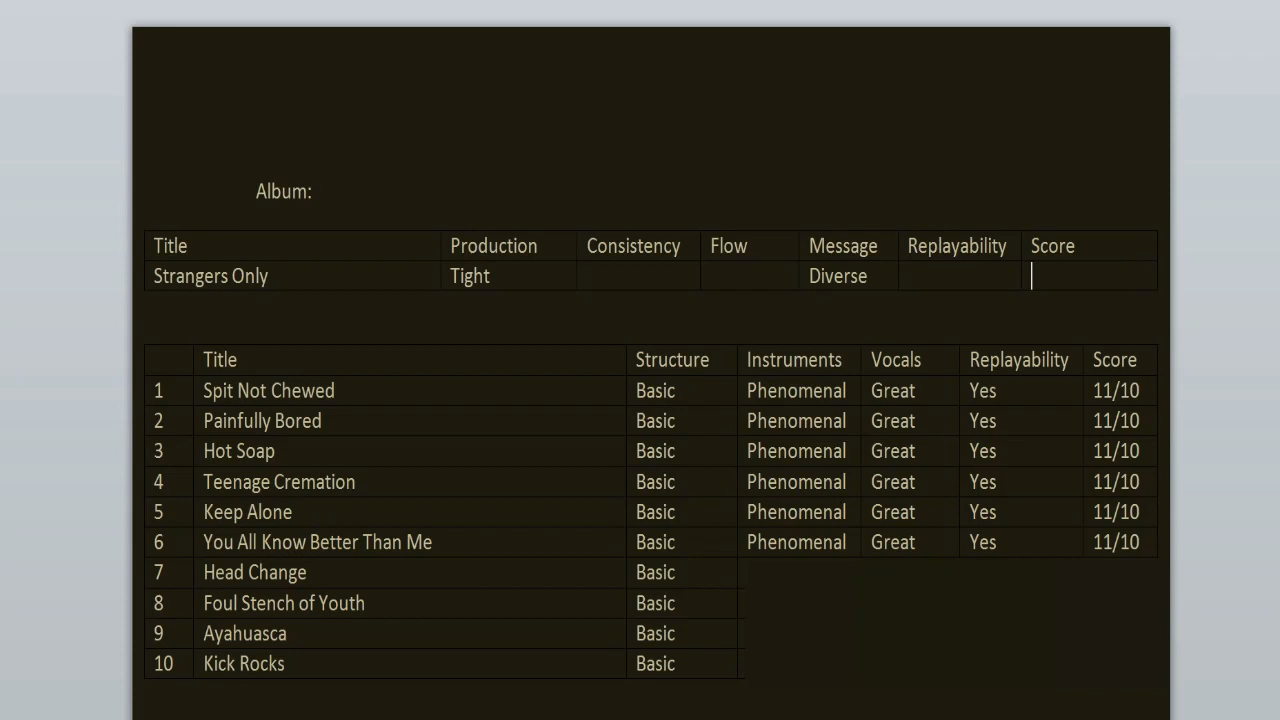 Album:
Title Production Consistency Flow Message Replayability Score
Strangers Only Tight Diverse
Title Structure Instruments Vocals Replayability Score
1 Spit Not Chewed Basic Phenomenal Great Yes 11/10
2 Painfully Bored Basic Phenomenal Great Yes 11/10
3 Hot Soap Basic Phenomenal Great Yes 11/10
4 Teenage Cremation Basic Phenomenal Great Yes 11/10
5 Keep Alone Basic Phenomenal Great Yes 11/10
6 You All Know Better Than Me Basic Phenomenal Great Yes 11/10
7 Head Change Basic
8 Foul Stench of Youth Basic
9 Ayahuasca Basic
10 Kick Rocks Basic